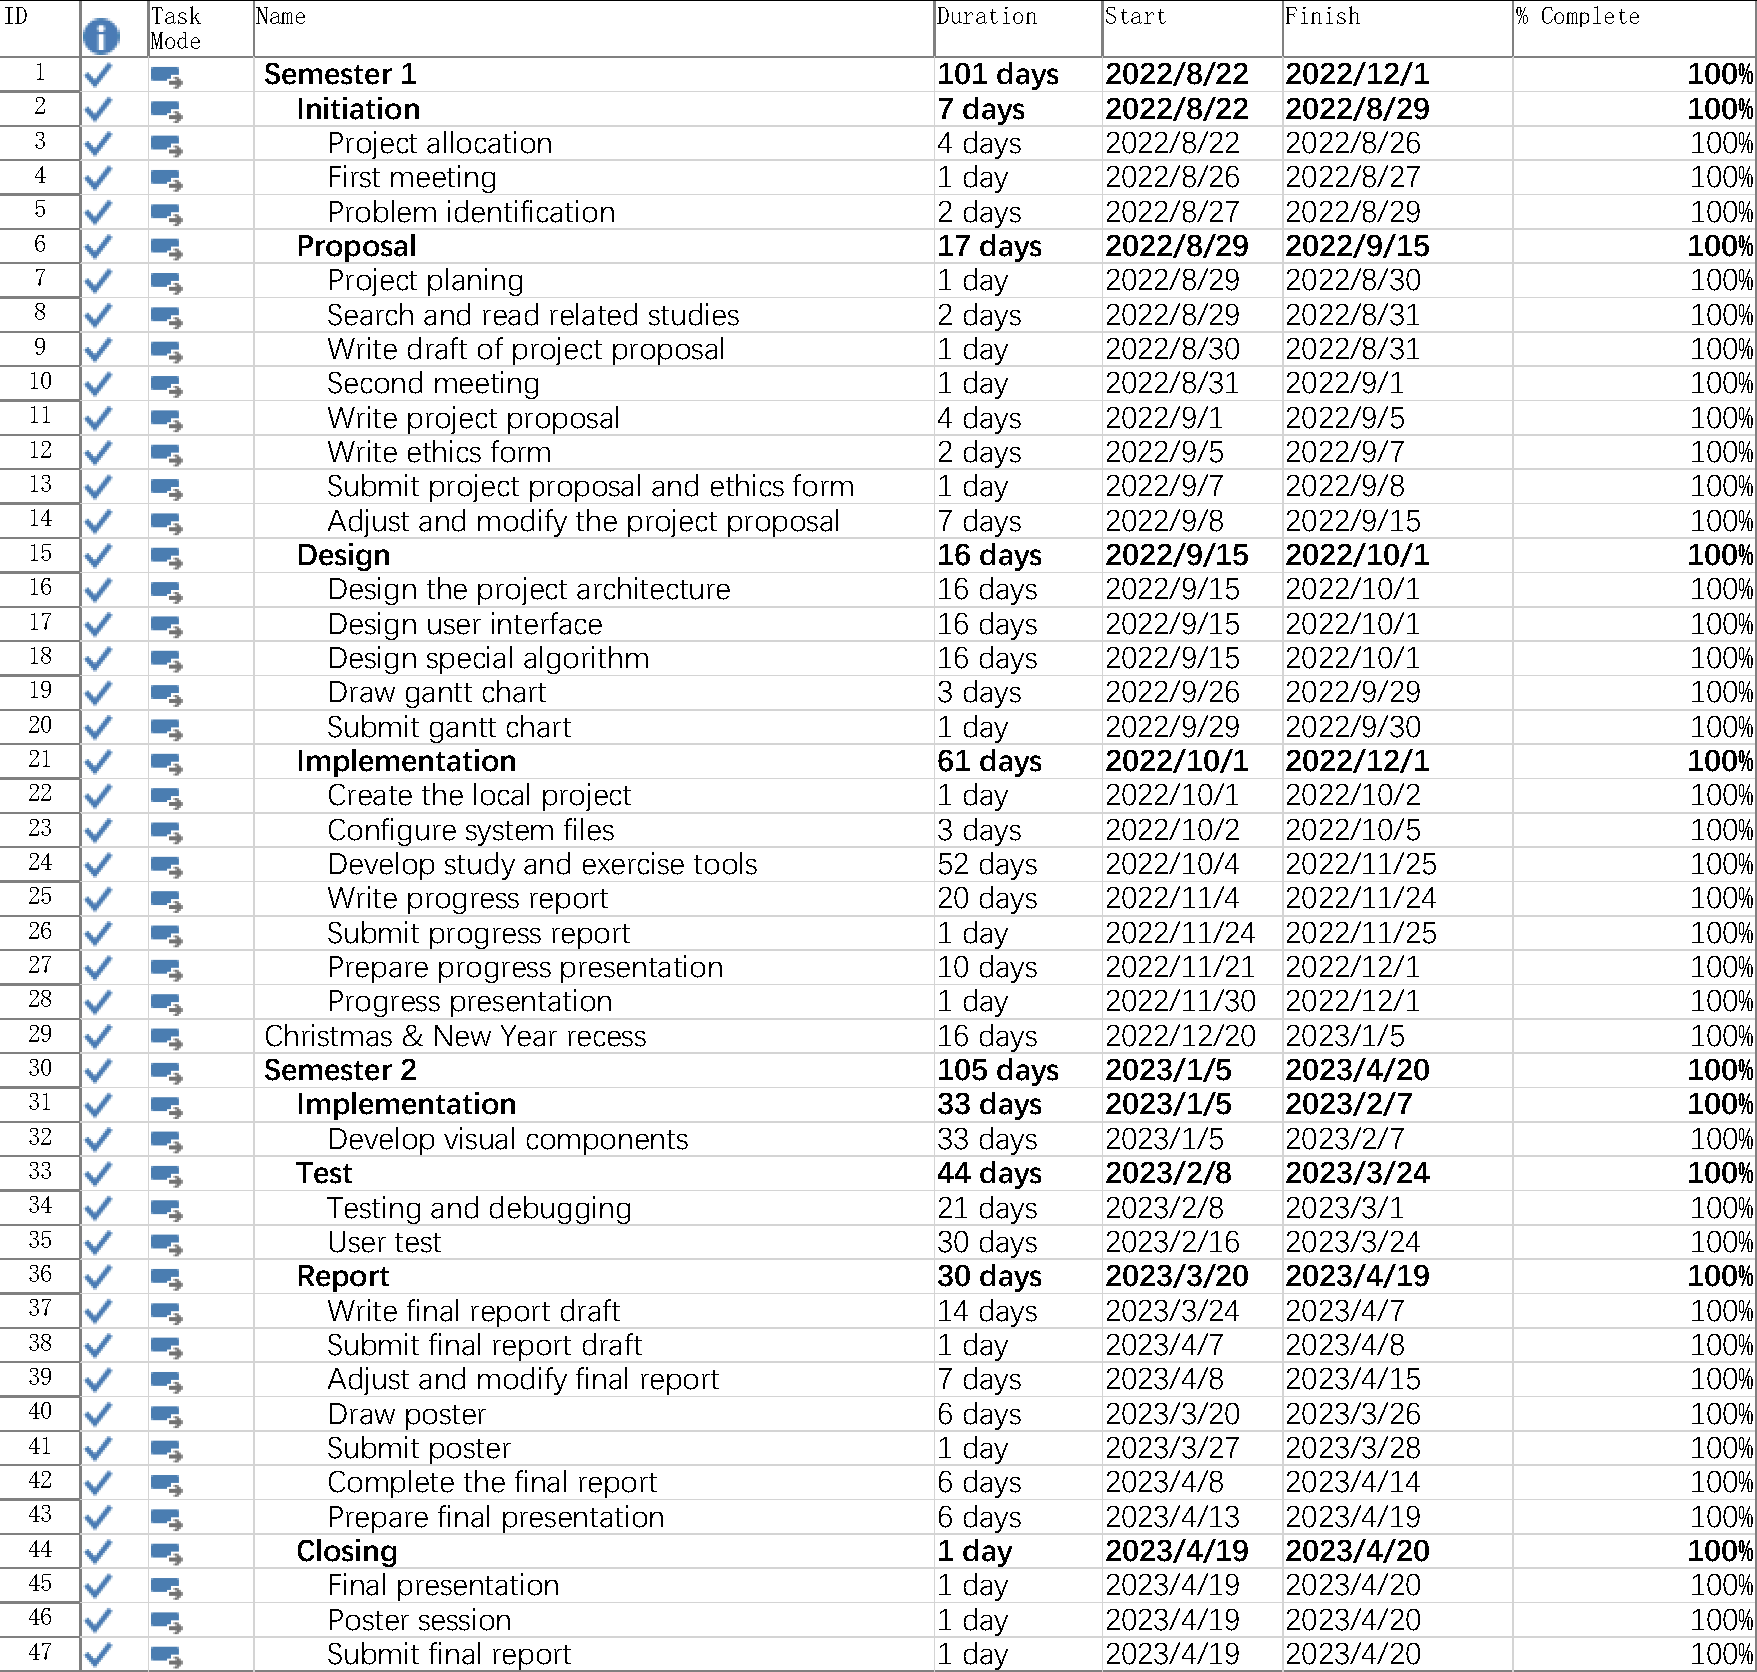 ID Task Mode Name Duration Start Finish % Complete
1 Semester 1 101 days 2022/8/22 2022/12/1 100%
2 Initiation 7 days 2022/8/22 2022/8/29 100%
3 Project allocation 4 days 2022/8/22 2022/8/26 100%
4 First meeting 1 day 2022/8/26 2022/8/27 100%
5 Problem identification 2 days 2022/8/27 2022/8/29 100%
6 Proposal 17 days 2022/8/29 2022/9/15 100%
7 Project planing 1 day 2022/8/29 2022/8/30 100%
8 Search and read related studies 2 days 2022/8/29 2022/8/31 100%
9 Write draft of project proposal 1 day 2022/8/30 2022/8/31 100%
10 Second meeting 1 day 2022/8/31 2022/9/1 100%
11 Write project proposal 4 days 2022/9/1 2022/9/5 100%
12 Write ethics form 2 days 2022/9/5 2022/9/7 100%
13 Submit project proposal and ethics form 1 day 2022/9/7 2022/9/8 100%
14 Adjust and modify the project proposal 7 days 2022/9/8 2022/9/15 100%
15 Design 16 days 2022/9/15 2022/10/1 100%
16 Design the project architecture 16 days 2022/9/15 2022/10/1 100%
17 Design user interface 16 days 2022/9/15 2022/10/1 100%
18 Design special algorithm 16 days 2022/9/15 2022/10/1 100%
19 Draw gantt chart 3 days 2022/9/26 2022/9/29 100%
20 Submit gantt chart 1 day 2022/9/29 2022/9/30 100%
21 Implementation 61 days 2022/10/1 2022/12/1 100%
22 Create the local project 1 day 2022/10/1 2022/10/2 100%
23 Configure system files 3 days 2022/10/2 2022/10/5 100%
24 Develop study and exercise tools 52 days 2022/10/4 2022/11/25 100%
25 Write progress report 20 days 2022/11/4 2022/11/24 100%
26 Submit progress report 1 day 2022/11/24 2022/11/25 100%
27 Prepare progress presentation 10 days 2022/11/21 2022/12/1 100%
28 Progress presentation 1 day 2022/11/30 2022/12/1 100%
29 Christmas & New Year recess 16 days 2022/12/20 2023/1/5 100%
30 Semester 2 105 days 2023/1/5 2023/4/20 100%
31 Implementation 33 days 2023/1/5 2023/2/7 100%
32 Develop visual components 33 days 2023/1/5 2023/2/7 100%
33 Test 44 days 2023/2/8 2023/3/24 100%
34 Testing and debugging 21 days 2023/2/8 2023/3/1 100%
35 User test 30 days 2023/2/16 2023/3/24 100%
36 Report 30 days 2023/3/20 2023/4/19 100%
37 Write final report draft 14 days 2023/3/24 2023/4/7 100%
38 Submit final report draft 1 day 2023/4/7 2023/4/8 100%
39 Adjust and modify final report 7 days 2023/4/8 2023/4/15 100%
40 Draw poster 6 days 2023/3/20 2023/3/26 100%
41 Submit poster 1 day 2023/3/27 2023/3/28 100%
42 Complete the final report 6 days 2023/4/8 2023/4/14 100%
43 Prepare final presentation 6 days 2023/4/13 2023/4/19 100%
44 Closing 1 day 2023/4/19 2023/4/20 100%
45 Final presentation 1 day 2023/4/19 2023/4/20 100%
46 Poster session 1 day 2023/4/19 2023/4/20 100%
47 Submit final report 1 day 2023/4/19 2023/4/20 100%